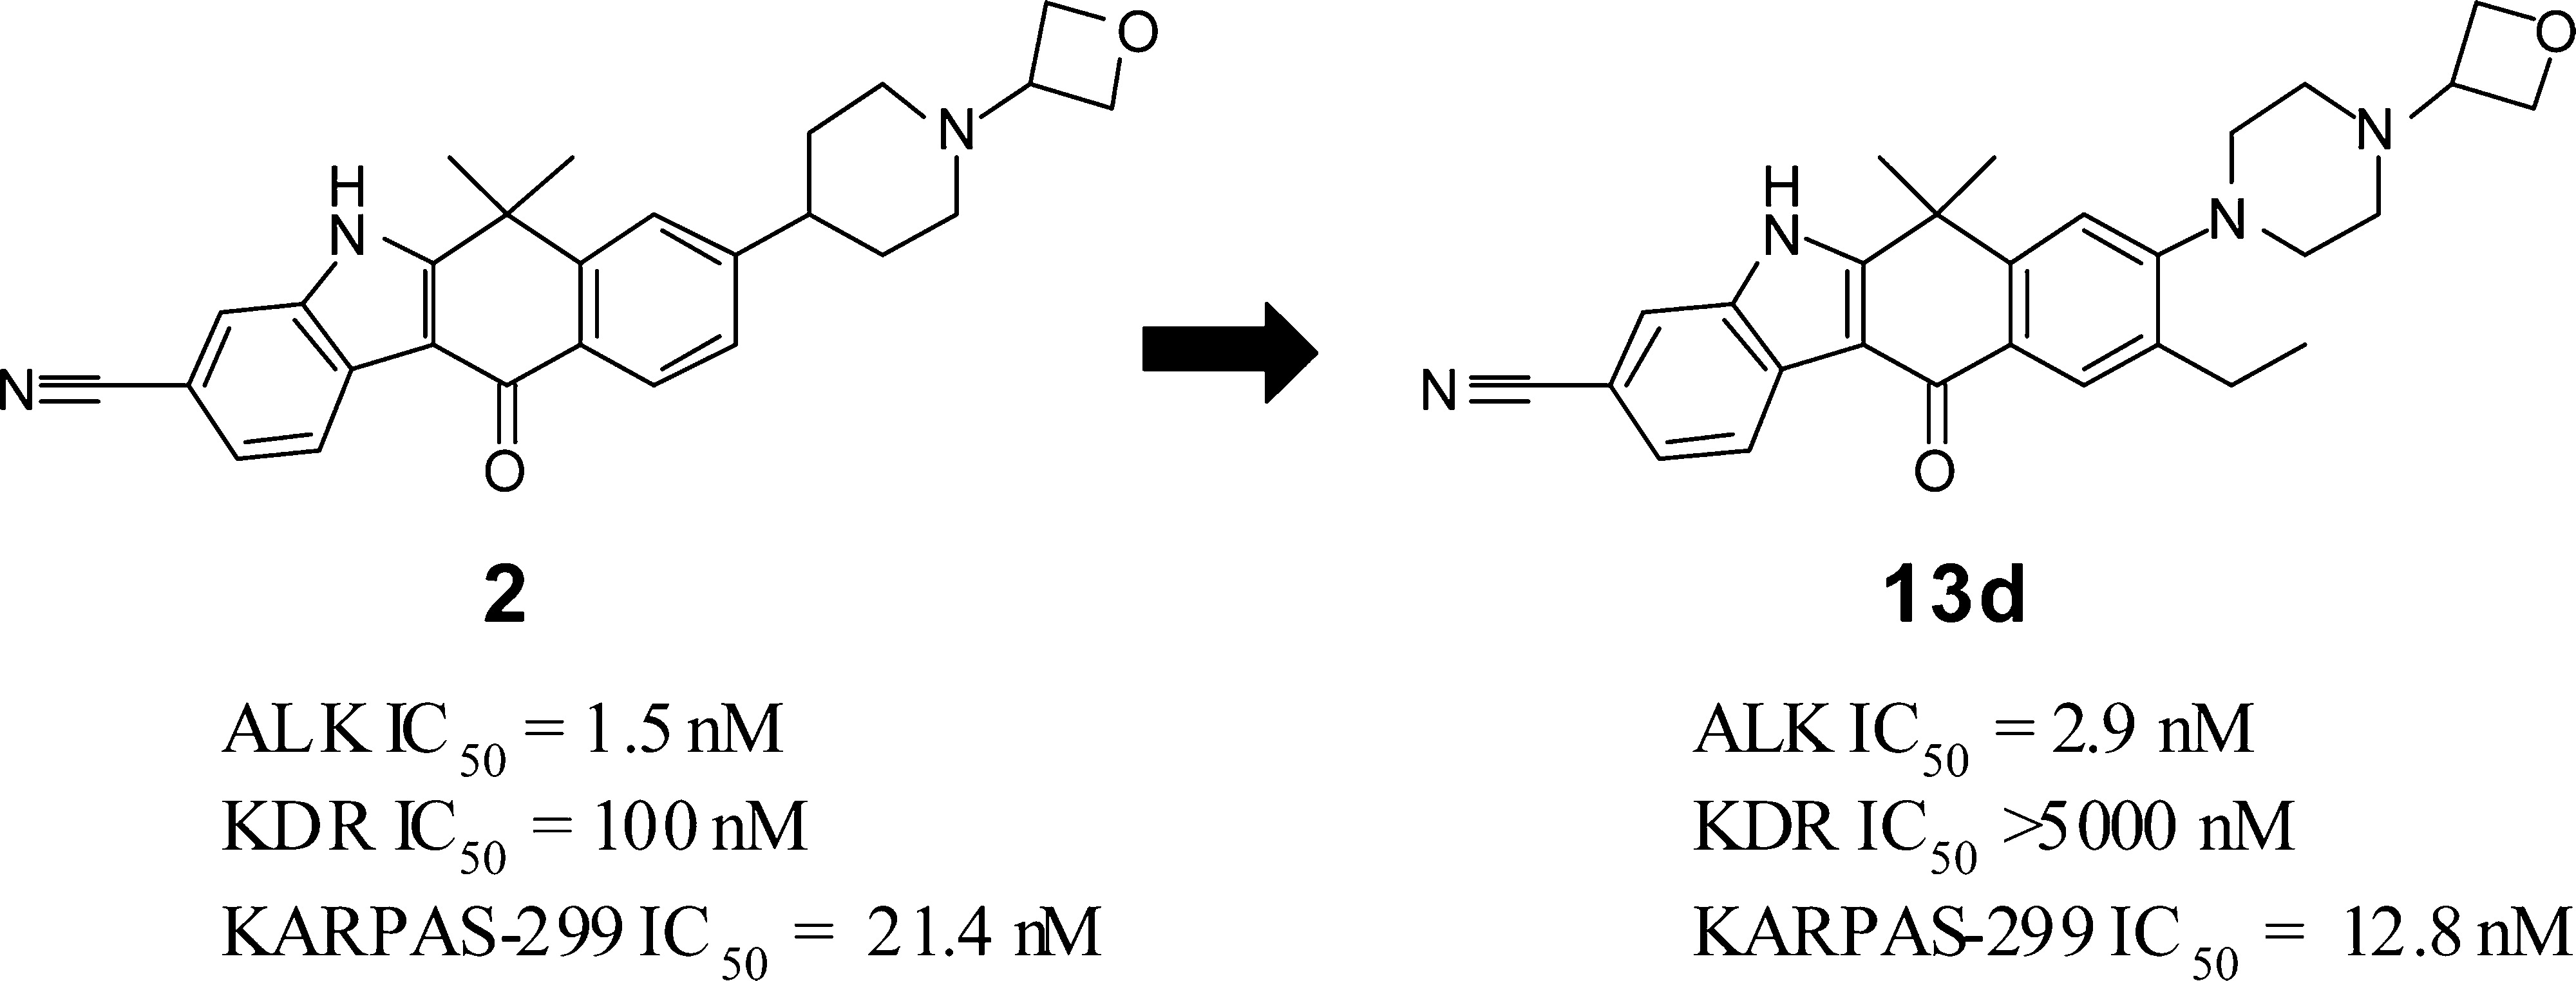 O
N
H
N
N
O
2
ALK IC50 = 1.5 nM
KDR IC50 = 100 nM
KARPAS-299 IC50 = 21.4 nM
O
N
N
H
N
N
O
13d
ALK IC50 = 2.9 nM
KDR IC50 >5000 nM
KARPAS-299 IC50 = 12.8 nM